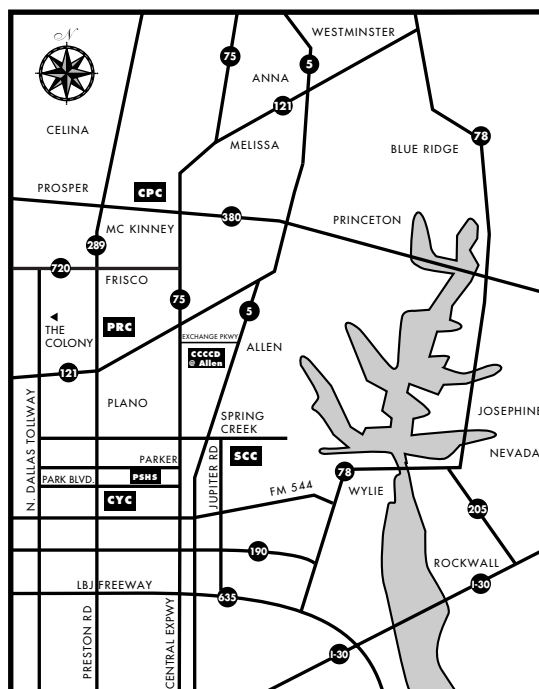 WESTMINSTER
N
75
5
ANNA
121
CELINA
78
MELISSA
BLUE RIDGE
PROSPER
CPC
380
PRINCETON
MC KINNEY
289
720
FRISCO
75
5
THE
COLONY
PRC
EXCHANGE PKWY
CCCCD
@ Allen
ALLEN
121
N. DALLAS TOLLWAY
PLANO
SPRING
CREEK
JOSEPHINE
NEVADA
PARKER
JUPITER RD
SCC
PARK BLVD.
PSHS
78
WYLIE
FM 544
CYC
205
190
ROCKWALL
LBJ FREEWAY
I-30
635
PRESTON RD
CENTRAL EXPWY
I-30